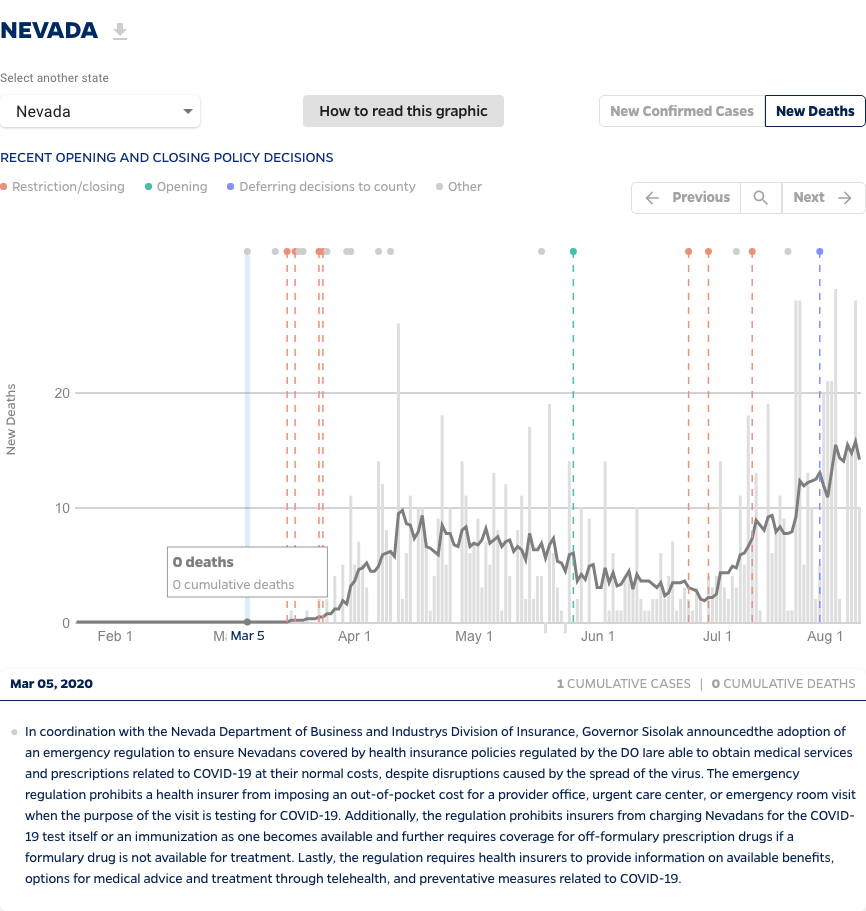 NEVADA
Select another state
Nevada
How to read this graphic
New Confirmed Cases
New Deaths
RECENT OPENING AND CLOSING POLICY DECISIONS
Restriction/closing
Opening
Deferring decisions to county
Other
Previous
Next
New Deaths
20
10
0
0 deaths
0 cumulative deaths
Feb 1
Mar 5
Apr 1
May 1
Jun 1
Jul 1
Aug 1
Mar 05, 2020
1 CUMULATIVE CASES | 0 CUMULATIVE DEATHS
In coordination with the Nevada Department of Business and Industrys Division of Insurance, Governor Sisolak announcedthe adoption of
an emergency regulation to ensure Nevadans covered by health insurance policies regulated by the DO Iare able to obtain medical services
and prescriptions related to COVID-19 at their normal costs, despite disruptions caused by the spread of the virus. The emergency
regulation prohibits a health insurer from imposing an out-of-pocket cost for a provider office, urgent care center, or emergency room visit
when the purpose of the visit is testing for COVID-19. Additionally, the regulation prohibits insurers from charging Nevadans for the COVID-
19 test itself or an immunization as one becomes available and further requires coverage for off-formulary prescription drugs if a
formulary drug is not available for treatment. Lastly, the regulation requires health insurers to provide information on available benefits,
options for medical advice and treatment through telehealth, and preventative measures related to COVID-19.